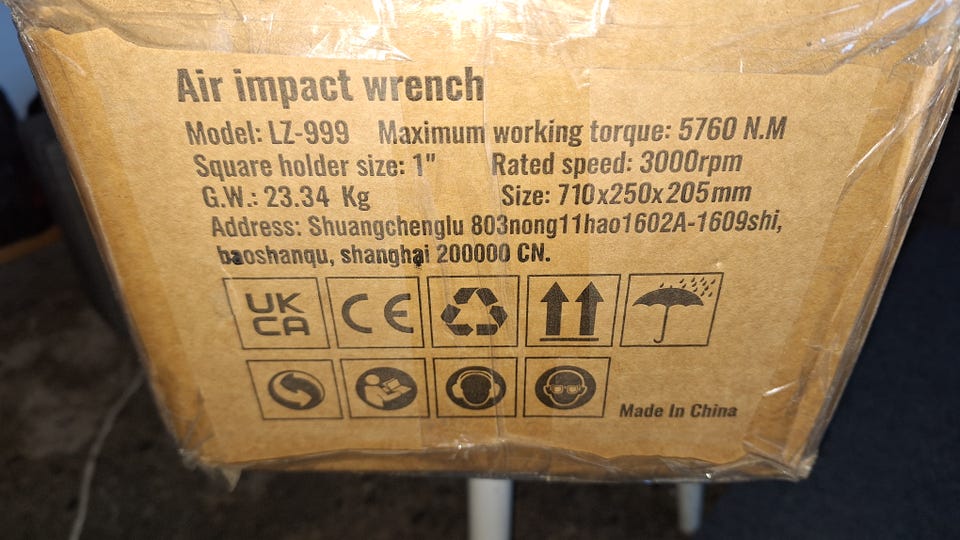 Air impact wrench
Model: LZ-999 Maximum working torque: 5760 N.M
Square holder size: 1" Rated speed: 3000rpm
G.W.: 23.34 Kg Size: 710x250x205mm
Address: Shuangchenglu 803nong11hao1602A-1609shi,
baoshanqu, shanghai 200000 CN.
UK
CA CE
Made In China